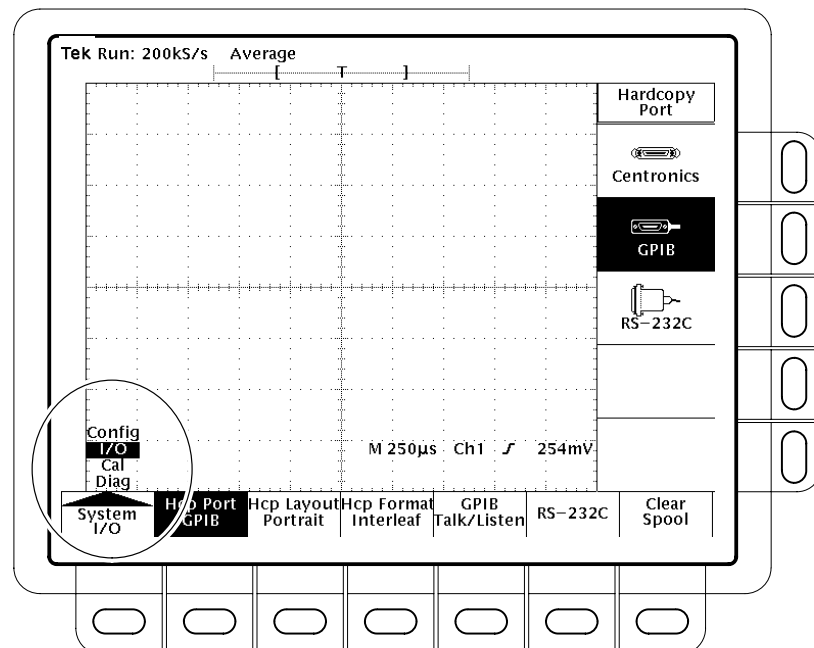 Tek Run: 200kS/s Average
[ T ]
Hardcopy
Port
Centronics
GPIB
RS–232C
Config
I/O
Cal
Diag
M 250µs Ch1 254mV
System
I/O
Hcp Port
GPIB
Hcp Layout
Portrait
Hcp Format
Interleaf
GPIB
Talk/Listen
RS–232C
Clear
Spool